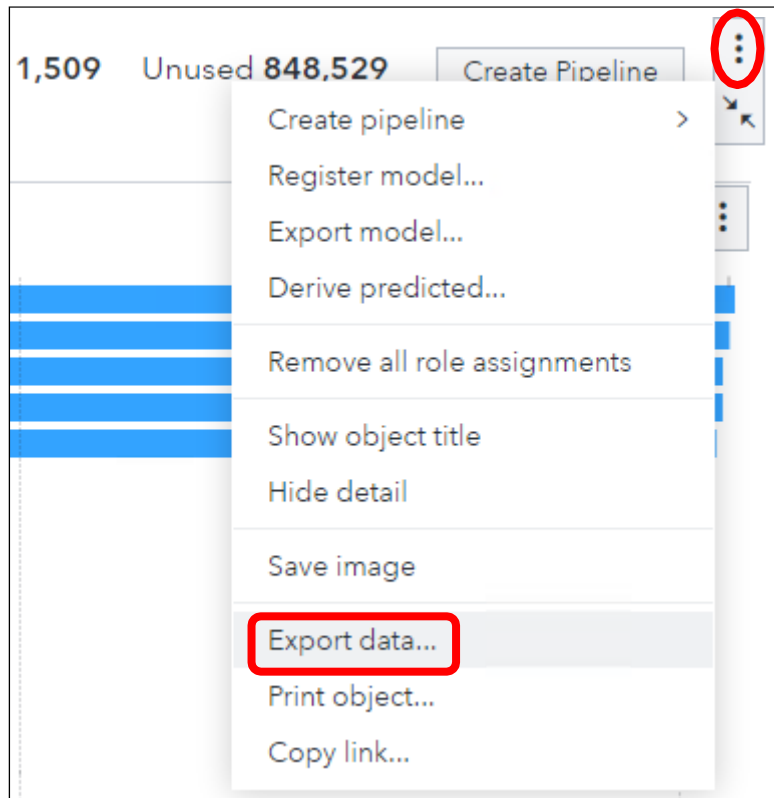 1,509 Unused 848,529 Create Pipeline
Create pipeline
Register model...
Export model...
Derive predicted...
Remove all role assignments
Show object title
Hide detail
Save image
Export data...
Print object...
Copy link...